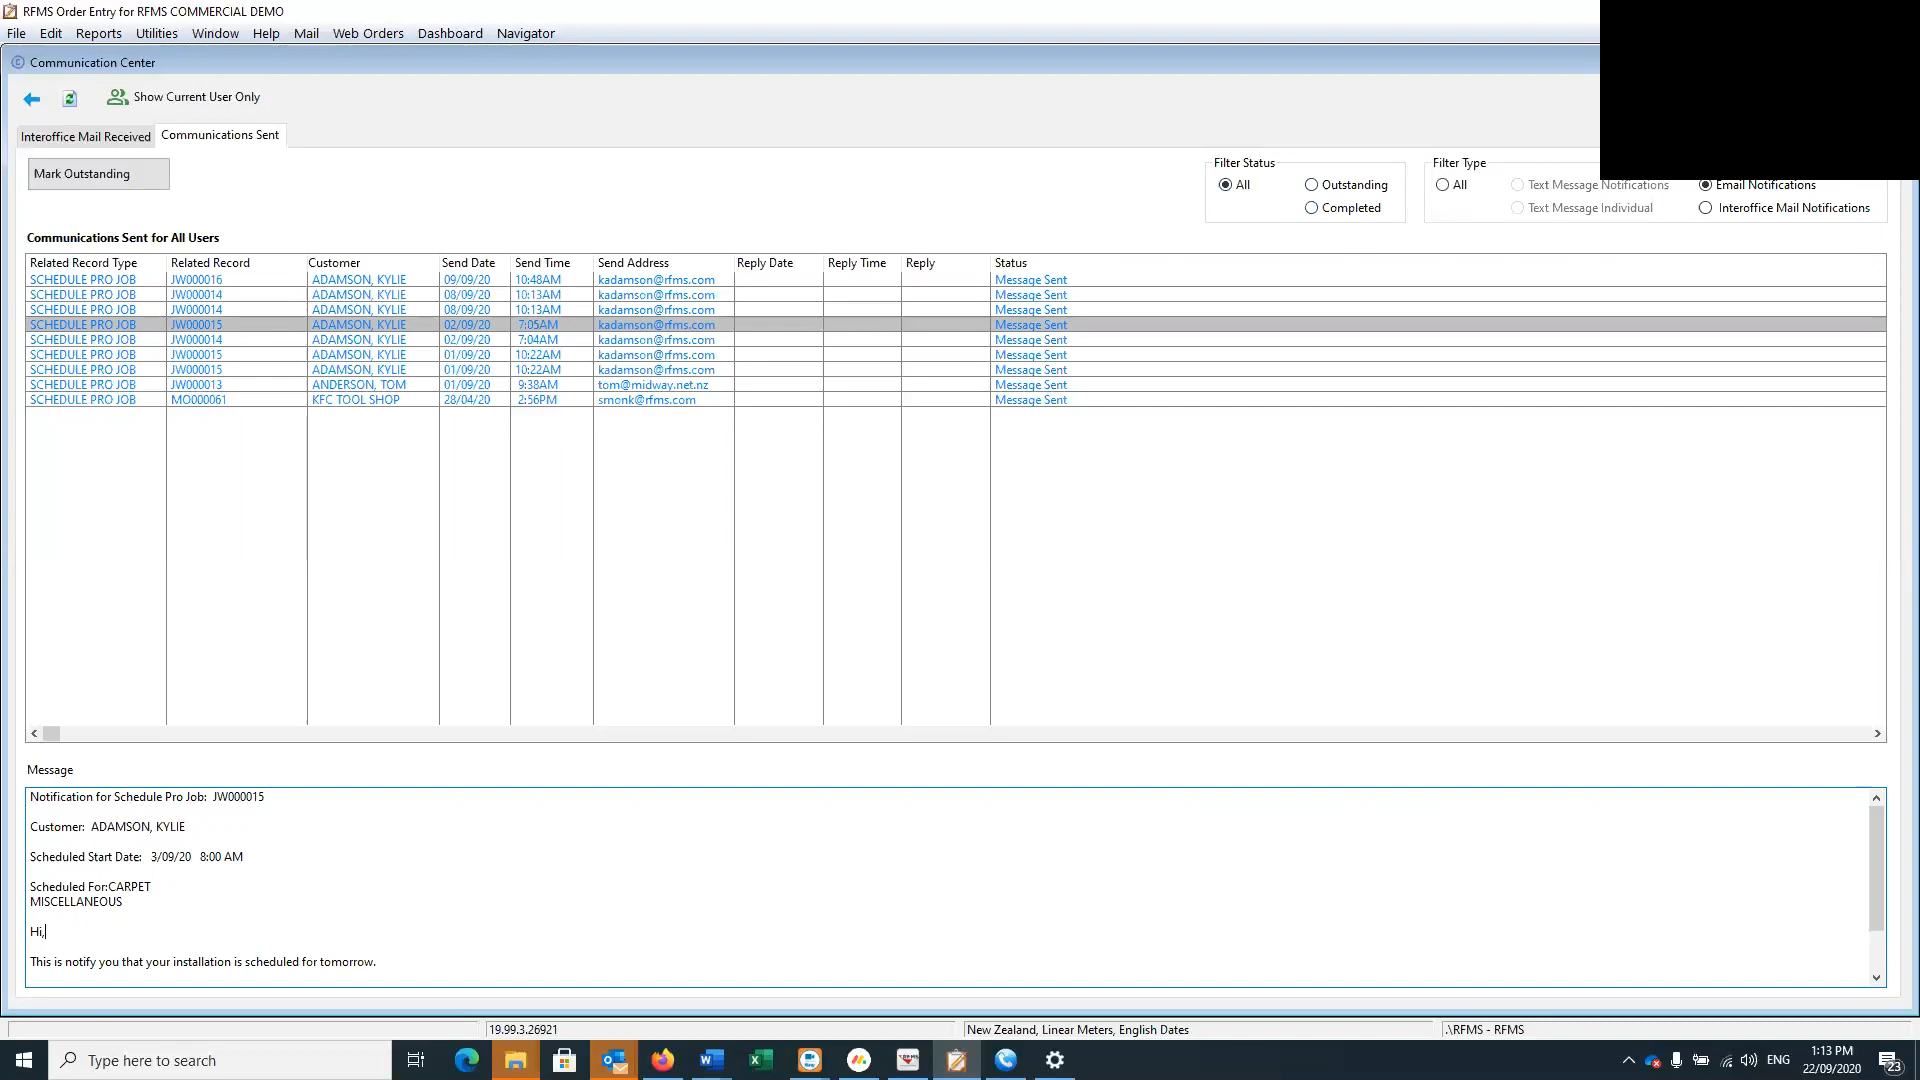 RFMS Order Entry for RFMS COMMERCIAL DEMO
File Edit Reports Utilities Window Help Mail Web Orders Dashboard Navigator
Communication Center
Show Current User Only
Interoffice Mail Received Communications Sent
Mark Outstanding
Filter Status
All Outstanding
Completed
Filter Type
All Text Message Notifications Email Notifications
Text Message Individual Interoffice Mail Notifications
Communications Sent for All Users
Related Record Type Related Record Customer Send Date Send Time Send Address Reply Date Reply Time Reply Status
SCHEDULE PRO JOB JW000016 ADAMSON, KYLIE 09/09/20 10:48AM kadamson@rfms.com Message Sent
SCHEDULE PRO JOB JW000014 ADAMSON, KYLIE 08/09/20 10:13AM kadamson@rfms.com Message Sent
SCHEDULE PRO JOB JW000014 ADAMSON, KYLIE 08/09/20 10:13AM kadamson@rfms.com Message Sent
SCHEDULE PRO JOB JW000015 ADAMSON, KYLIE 02/09/20 7:05AM kadamson@rfms.com Message Sent
SCHEDULE PRO JOB JW000014 ADAMSON, KYLIE 02/09/20 7:04AM kadamson@rfms.com Message Sent
SCHEDULE PRO JOB JW000015 ADAMSON, KYLIE 01/09/20 10:22AM kadamson@rfms.com Message Sent
SCHEDULE PRO JOB JW000015 ADAMSON, KYLIE 01/09/20 10:22AM kadamson@rfms.com Message Sent
SCHEDULE PRO JOB JW000013 ANDERSON, TOM 01/09/20 9:38AM tom@midway.net.nz Message Sent
SCHEDULE PRO JOB MO000061 KFC TOOL SHOP 28/04/20 2:56PM smonk@rfms.com Message Sent
Message
Notification for Schedule Pro Job: JW000015
Customer: ADAMSON, KYLIE
Scheduled Start Date: 3/09/20 8:00 AM
Scheduled For:CARPET
MISCELLANEOUS
Hi,
This is notify you that your installation is scheduled for tomorrow.
19.99.3.26921 New Zealand, Linear Meters, English Dates .\RFMS - RFMS
Type here to search
ENG
1:13 PM
22/09/2020
23